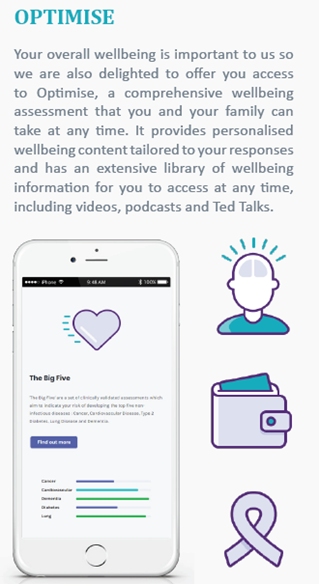 OPTIMISE
Your overall wellbeing is important to us so
we are also delighted to offer you access
to Optimise, a comprehensive wellbeing
assessment that you and your family can
take at any time. It provides personalised
wellbeing content tailored to your responses
and has an extensive library of wellbeing
information for you to access at any time,
including videos, podcasts and Ted Talks.
iPhone 9:48 AM 100%
The Big Five
The Big Five are a set of clinically validated assessments which
aim to indicate your risk of developing the top five non-
infectious diseases : Cancer, Cardiovascular Disease, Type 2
Diabetes, Lung Disease and Dementia.
Find out more
Cancer
Cardiovascular
Dementia
Diabetes
Lung